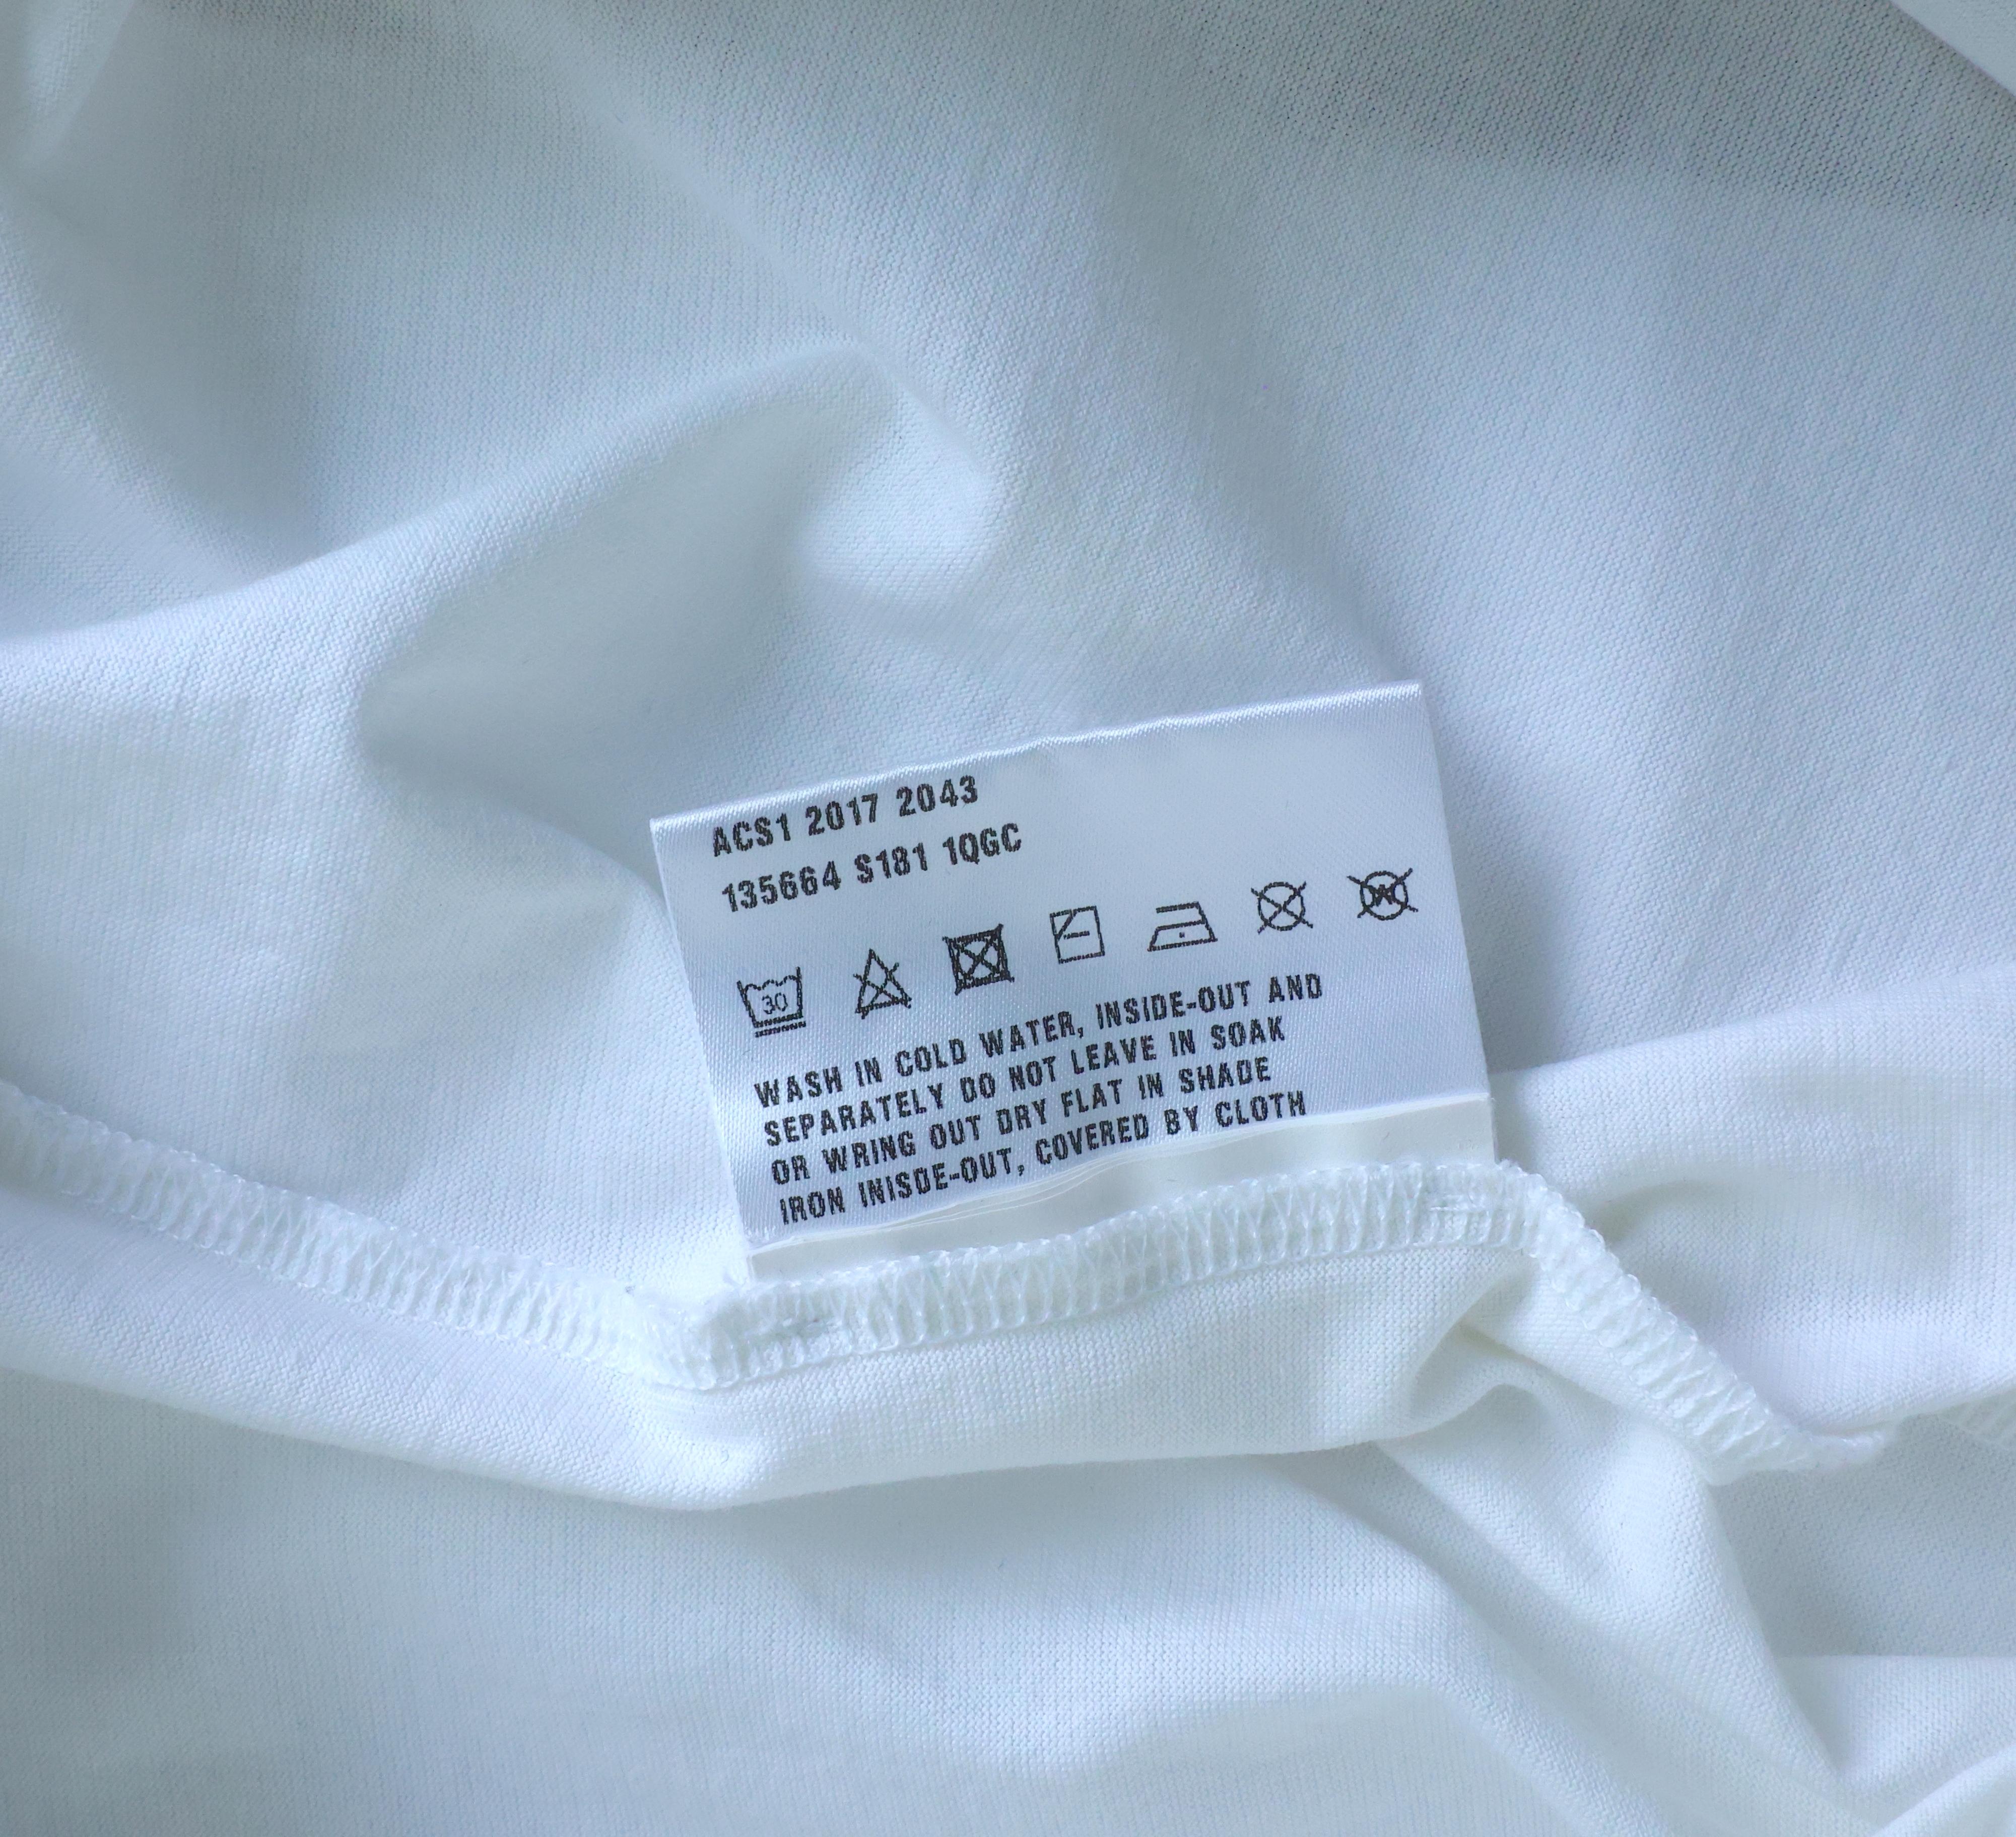 ACS1 2017 2043
135664 S181 1QGC
30 W
WASH IN COLD WATER, INSIDE-OUT AND
SEPARATELY DO NOT LEAVE IN SOAK
OR WRING OUT DRY FLAT IN SHADE
IRON INISDE-OUT, COVERED BY CLOTH